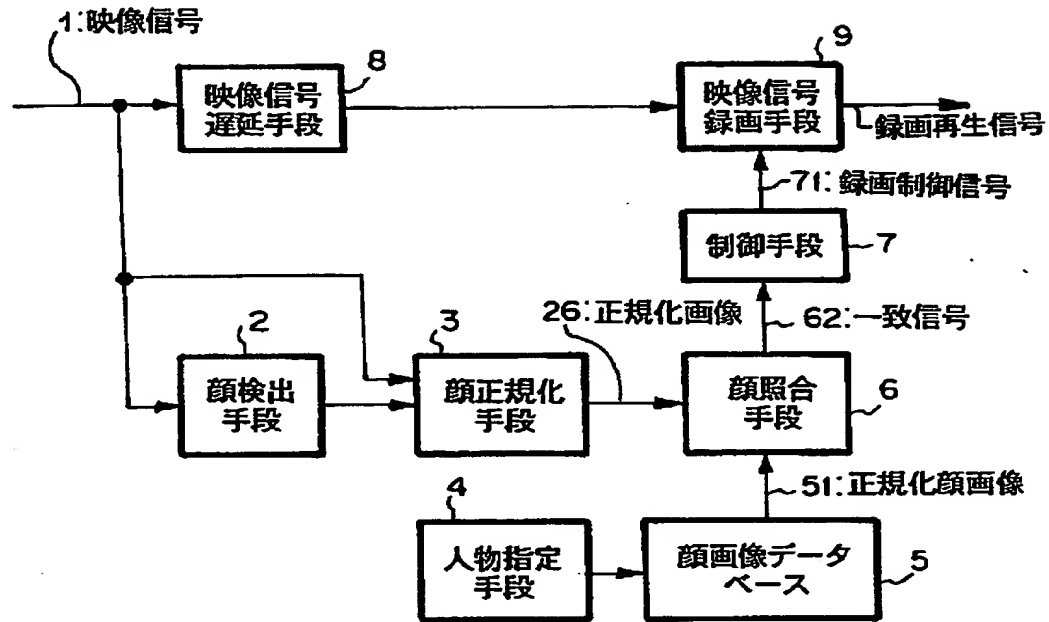 1:映像信号
8
映像信号
遅延手段
9
映像信号
録画手段
録画再生信号
71:録画制御信号
制御手段
7
26:正規化画像
62:一致信号
2
顔検出
手段
3
顔正規化
手段
顔照合
手段
6
51:正規化顔画像
4
人物指定
手段
顔画像データ
ベース
5